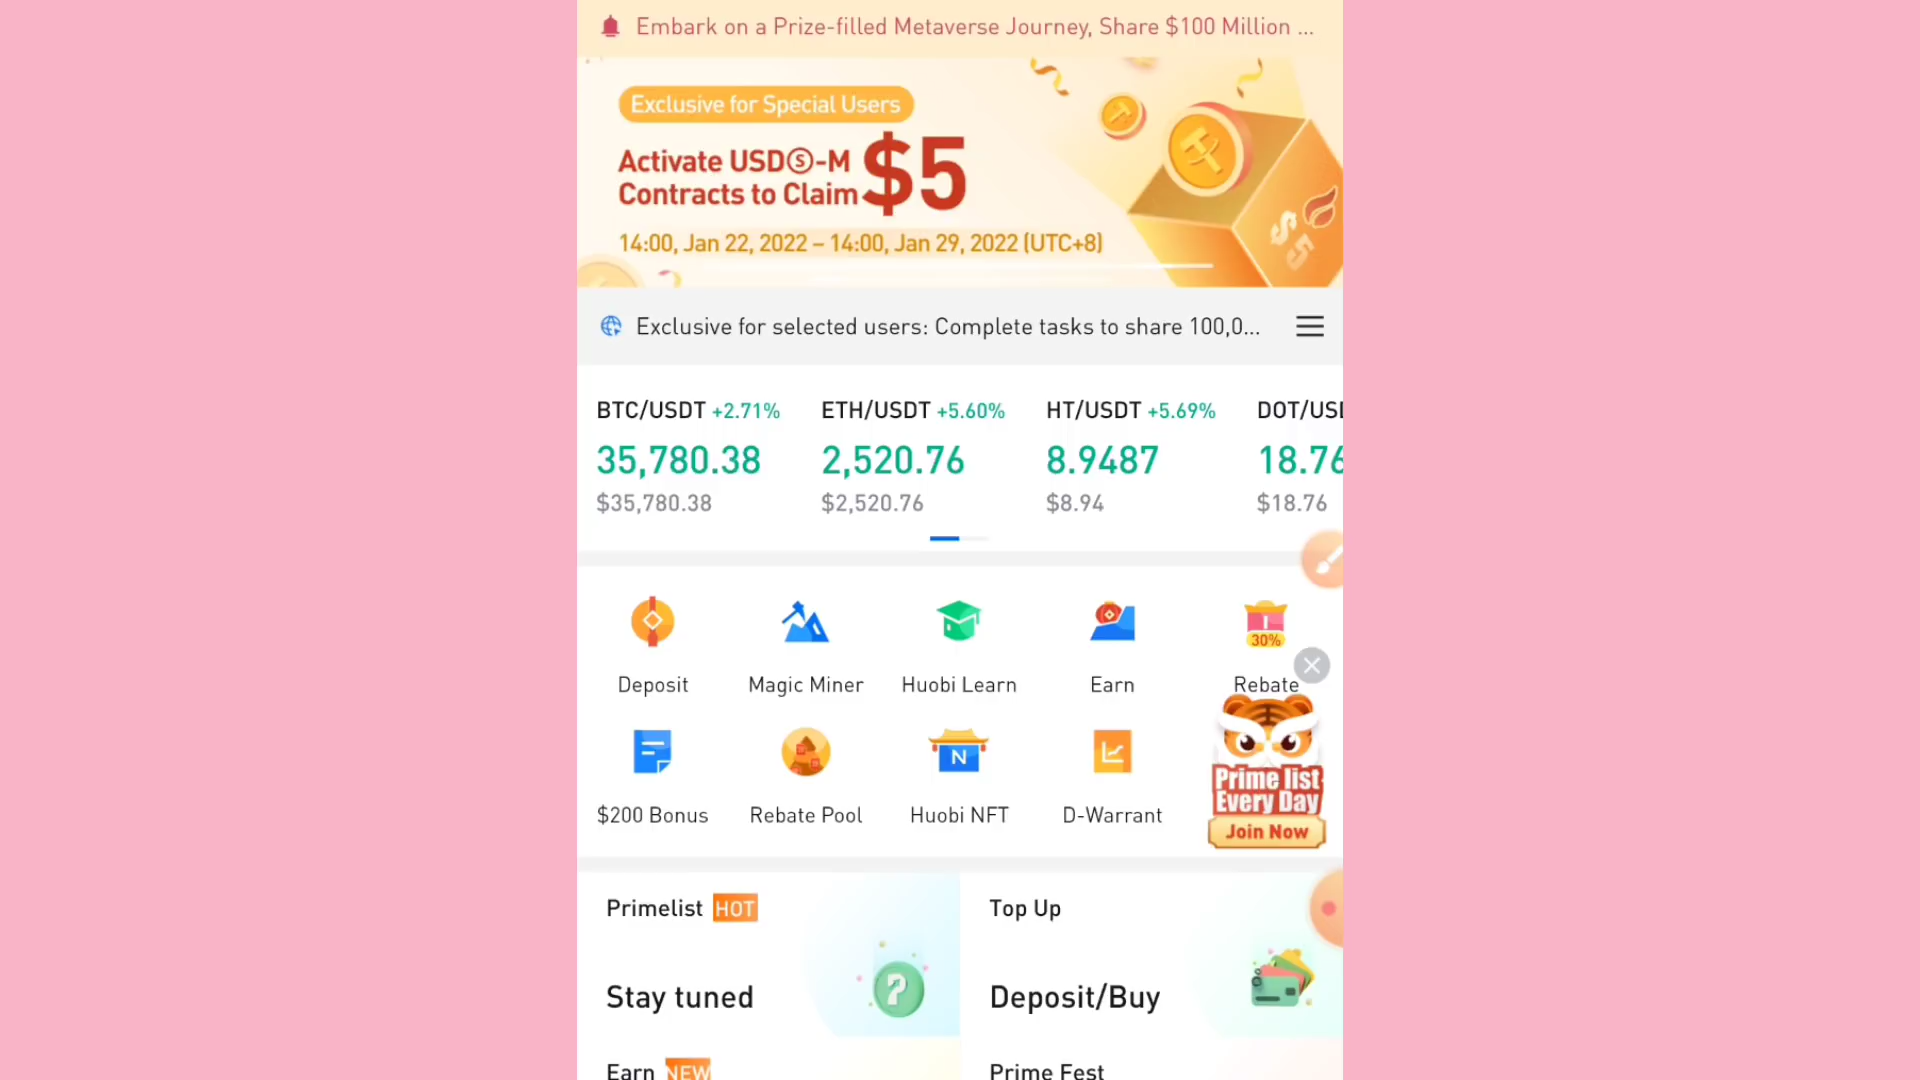 Embark on a Prize-filled Metaverse Journey, Share $100 Million ...
Exclusive for Special Users
Activate USDⓈ-M
Contracts to Claim
$5
14:00, Jan 22, 2022 – 14:00, Jan 29, 2022 (UTC+8)
$5
Exclusive for selected users: Complete tasks to share 100,0...
BTC/USDT +2.71% ETH/USDT +5.60% HT/USDT +5.69% DOT/USD
35,780.38 2,520.76 8.9487 18.76
$35,780.38 $2,520.76 $8.94 $18.76
30%
Deposit Magic Miner Huobi Learn Earn Rebate
N
$200 Bonus Rebate Pool Huobi NFT D-Warrant
Prime list
Every Day
Join Now
Primelist HOT
Stay tuned
Top Up
Deposit/Buy
Earn NEW
Prime Fest